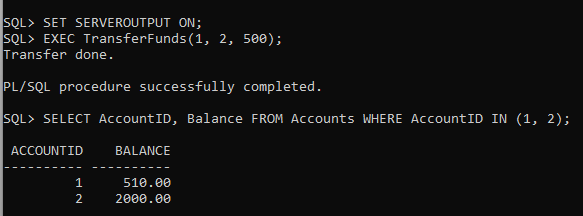 SQL> SET SERVEROUTPUT ON;
SQL> EXEC TransferFunds(1, 2, 500);
Transfer done.
PL/SQL procedure successfully completed.
SQL> SELECT AccountID, Balance FROM Accounts WHERE AccountID IN (1, 2);
ACCOUNTID BALANCE
---------- ----------
1 510.00
2 2000.00